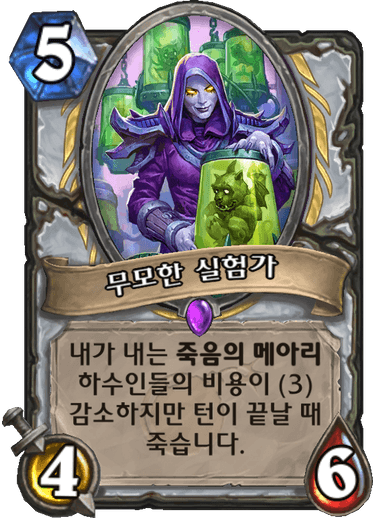 5
무모한 실험가
내가 내는 죽음의 메아리
하수인들의 비용이 (3)
감소하지만 턴이 끝날 때
죽습니다.
4
6